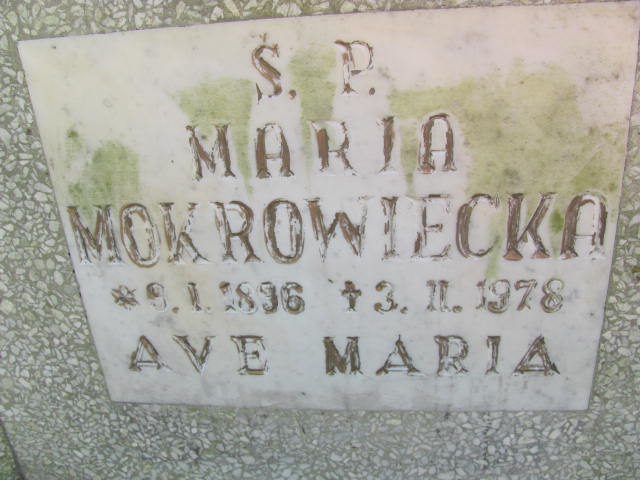 Ś. P.
MARIA
MOKROWIECKA
* 9. I. 1896 ✝ 3. II. 1978
AVE MARIA